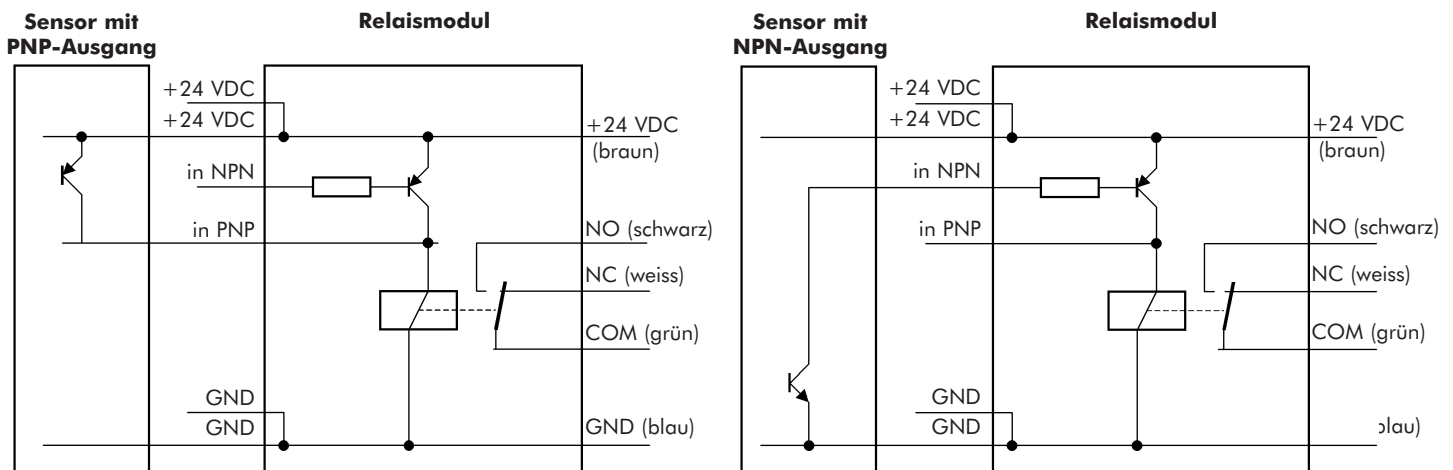 Sensor mit
PNP-Ausgang
Relaismodul
+24 VDC
+24 VDC
in NPN
in PNP
GND
GND
+24 VDC
(braun)
NO (schwarz)
NC (weiss)
COM (grün)
GND (blau)
Sensor mit
NPN-Ausgang
Relaismodul
+24 VDC
+24 VDC
in NPN
in PNP
GND
GND
+24 VDC
(braun)
NO (schwarz)
NC (weiss)
COM (grün)